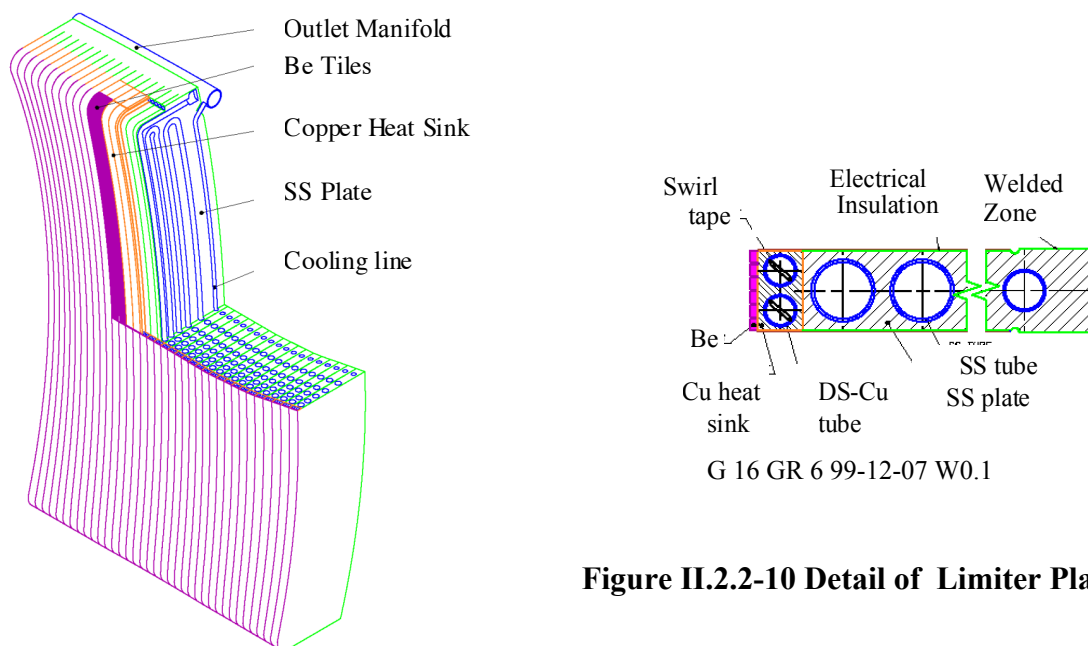 Outlet Manifold
Be Tiles
Copper Heat Sink
SS Plate
Cooling line
Swirl
tape
Electrical
Insulation
Welded
Zone
Be
Cu heat
sink
DS-Cu
tube
SS tube
SS plate
G 16 GR 6 99-12-07 W0.1
Figure II.2.2-10 Detail of Limiter Pla